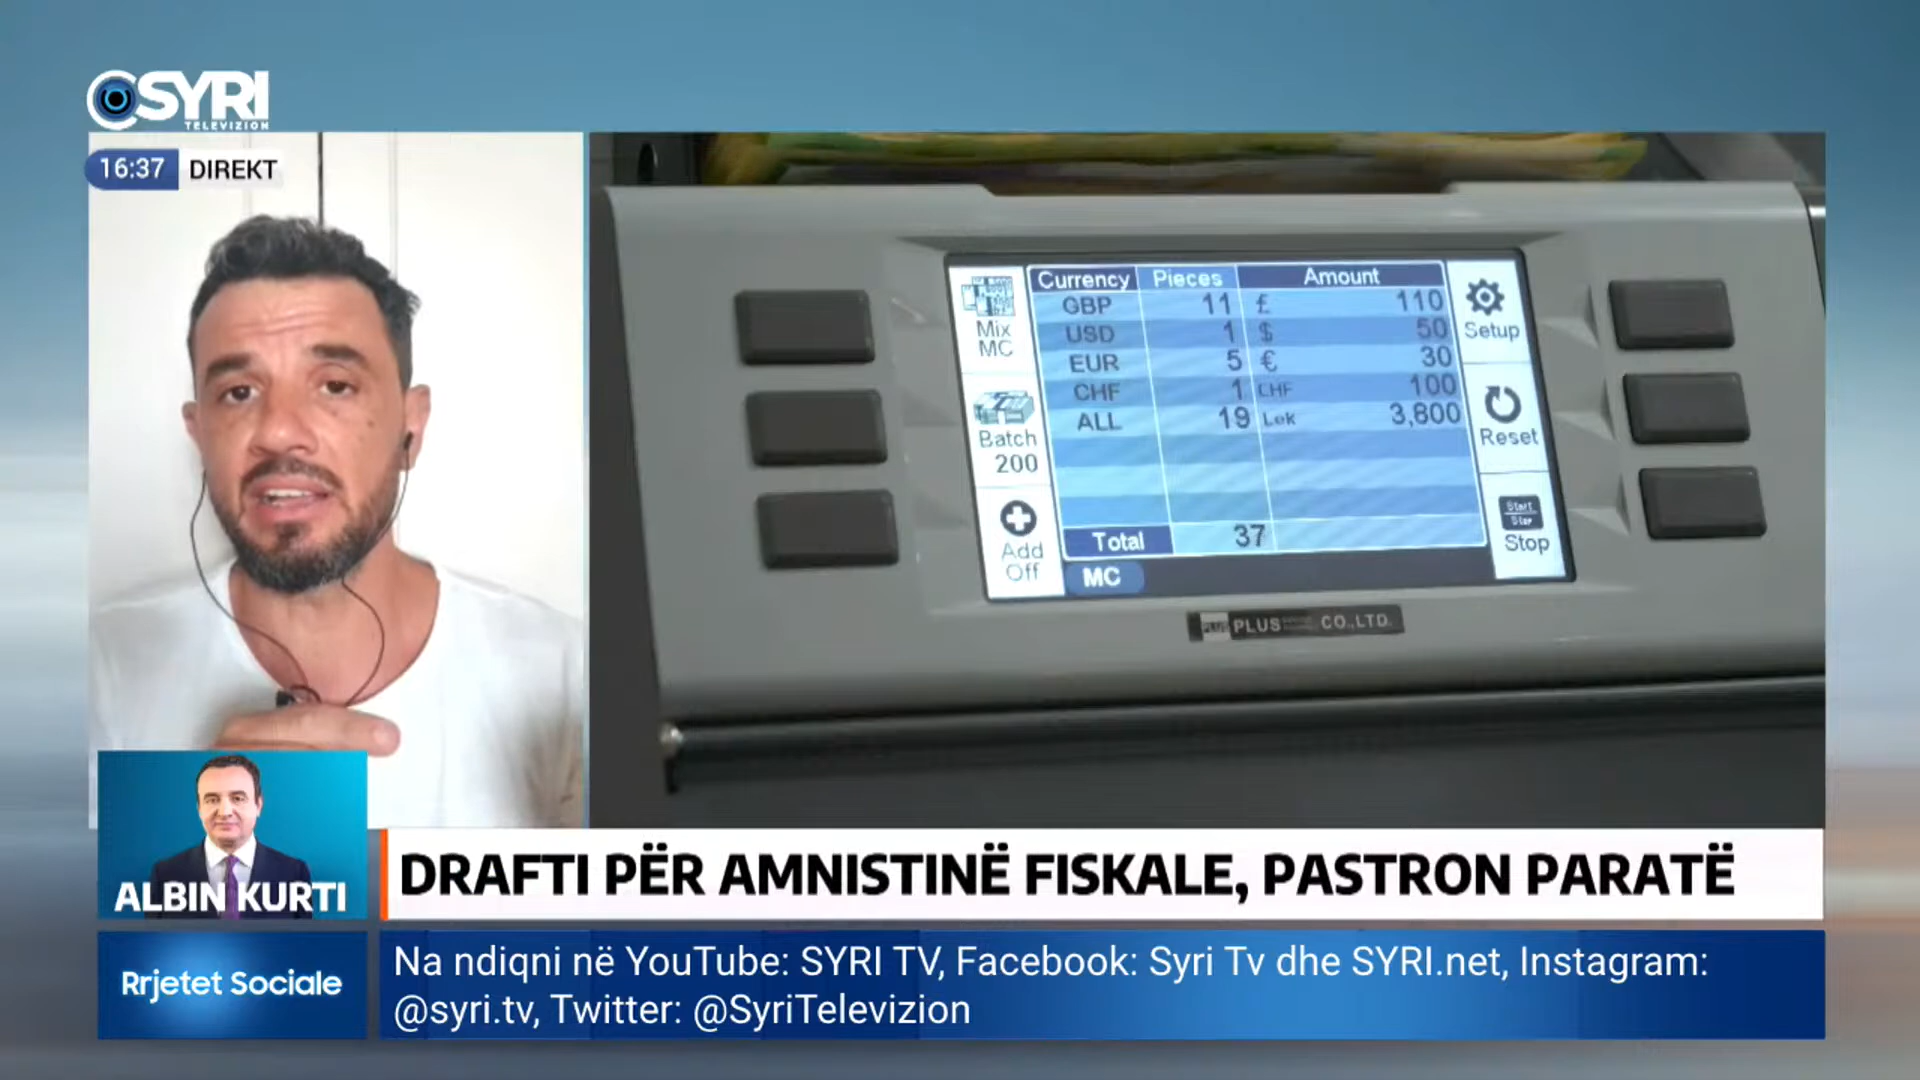 SYRI
TELEVIZION
16:37 DIREKT
Currency Pieces Amount
GBP 11 £ 110
USD 1 $ 50
EUR 5 € 30
CHF 1 CHF 100
ALL 19 Lek 3,800
Total 37
MC
Mix
MC
Batch
200
Add
Off
Setup
Reset
Start
Stop
Stop
PLUS CO.,LTD.
ALBIN KURTI
DRAFTI PËR AMNISTINË FISKALE, PASTRON PARATË
Rrjetet Sociale
Na ndiqni në YouTube: SYRI TV, Facebook: Syri Tv dhe SYRI.net, Instagram:
@syri.tv, Twitter: @SyriTelevizion